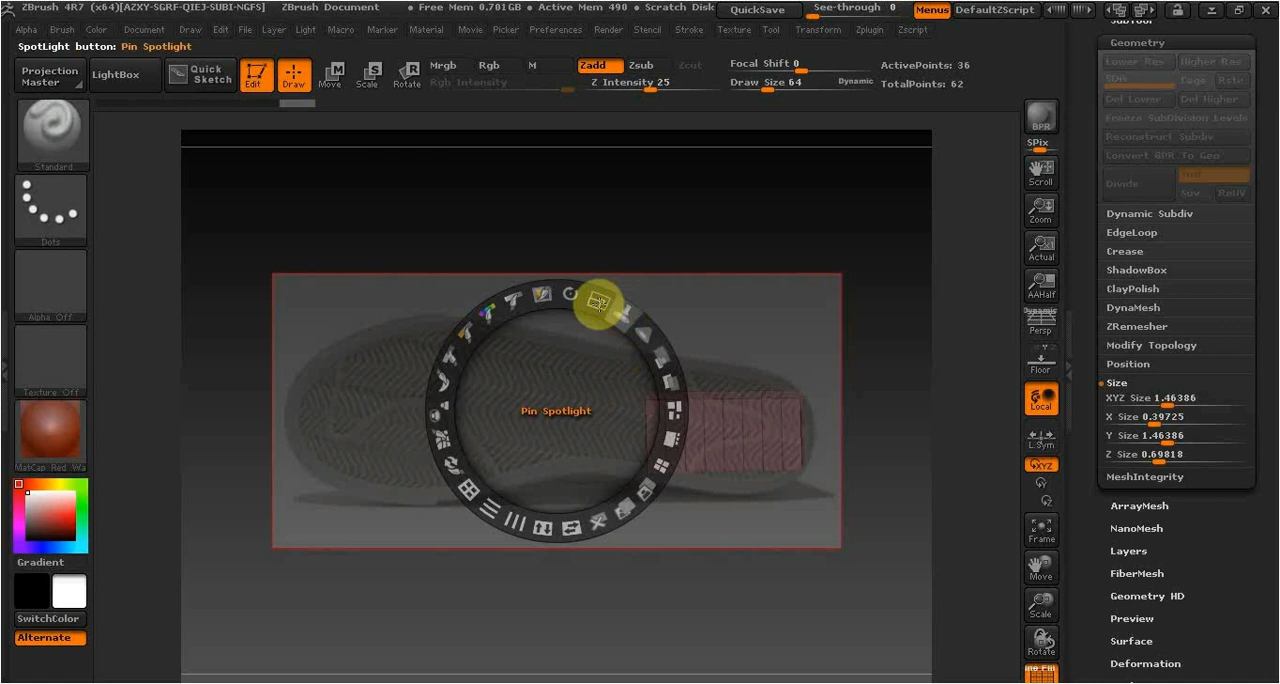 ZBrush 4R7 (x64)[AZXY-SGRF-QIEJ-SUBI-NGFS] ZBrush Document • Free Mem 0.701GB • Active Mem 490 • Scratch Disk QuickSave See-through 0 Menus DefaultZScript
Alpha Brush Color Document Draw Edit File Layer Light Macro Marker Material Movie Picker Preferences Render Stencil Stroke Texture Tool Transform Zplugin Zscript
SpotLight button: Pin Spotlight
Projection Master
LightBox
Quick Sketch
Edit
Draw
Move
Scale
Rotate
Mrgb Rgb M
Rgb Intensity
Zadd Zsub Zcut
Z Intensity 25
Focal Shift 0
Draw Size 64 Dynamic
ActivePoints: 36
TotalPoints: 62
Standard
Dots
Alpha Off
Texture Off
MatCap Red Wa
Gradient
SwitchColor
Alternate
Pin Spotlight
BPR
SPix
Scroll
Zoom
Actual
AAHalf
Dynamic
Persp
Floor
Local
L.Sym
XYZ
Frame
Move
Scale
Rotate
SubTool
Geometry
Lower Res Higher Res
SDiv Cage Rstr
Del Lower Del Higher
Freeze SubDivision Levels
Reconstruct Subdiv
Convert BPR To Geo
Divide
Smt
Suv ReUV
Dynamic Subdiv
EdgeLoop
Crease
ShadowBox
ClayPolish
DynaMesh
ZRemesher
Modify Topology
Position
Size
XYZ Size 1.46386
X Size 0.39725
Y Size 1.46386
Z Size 0.69818
MeshIntegrity
ArrayMesh
NanoMesh
Layers
FiberMesh
Geometry HD
Preview
Surface
Deformation